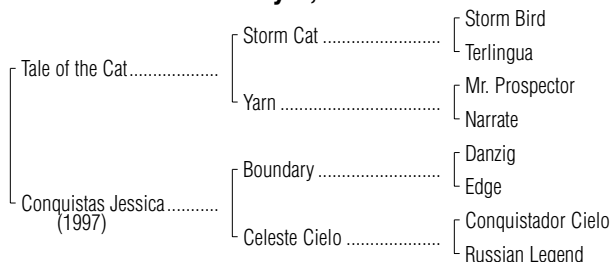 Storm Bird
Storm Cat ........................
Terlingua
Tale of the Cat..................
Mr. Prospector
Yarn ................................
Narrate
Danzig
Boundary .........................
Edge
Conquistas Jessica...........
(1997)
Conquistador Cielo
Celeste Cielo ...................
Russian Legend